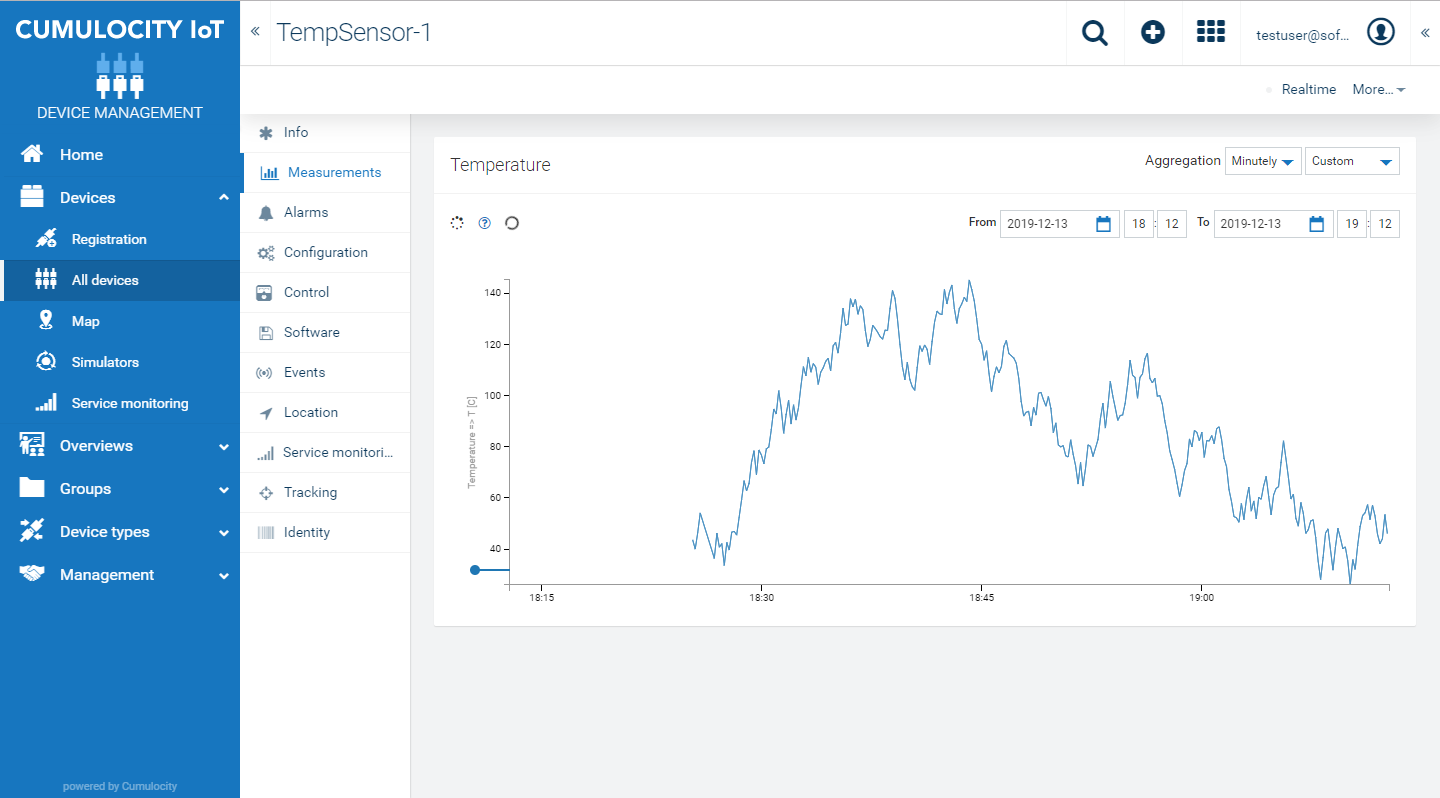 CUMULOCITY IoT
DEVICE MANAGEMENT
Home
Devices
Registration
All devices
Map
Simulators
Service monitoring
Overviews
Groups
Device types
Management
powered by Cumulocity
« TempSensor-1
testuser@sof... «
Realtime More...
Info
Measurements
Alarms
Configuration
Control
Software
Events
Location
Service monitori...
Tracking
Identity
Temperature
Aggregation Minutely Custom
? From 2019-12-13 18 : 12 To 2019-12-13 19 : 12
Temperature => T [C]
140
120
100
80
60
40
18:15 18:30 18:45 19:00